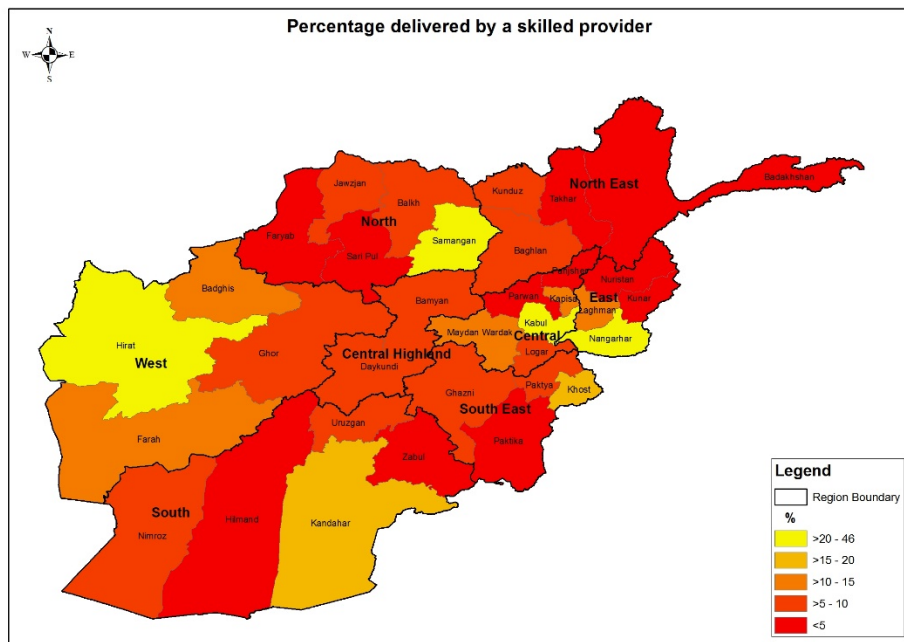 Percentage delivered by a skilled provider
N
W E
S
Badakhshan
North East
Jawzjan
Kunduz
Takhar
Balkh
North
Faryab
Samangan
Sari Pul
Baghlan
Panjsher
Nuristan
Badghis
Bamyan
Parwan
Kapisa
East
Kunar
Laghman
Kabul
Maydan Wardak
Central
Nangarhar
Hirat
West
Ghor
Central Highland
Daykundi
Logar
Ghazni
Paktya
Khost
South East
Uruzgan
Farah
Paktika
Zabul
South
Hilmand
Kandahar
Nimroz
Legend
Region Boundary
%
>20 - 46
>15 - 20
>10 - 15
>5 - 10
<5